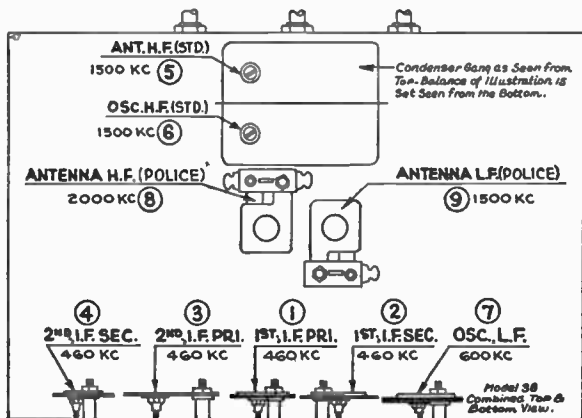 ANT. H.F. (STD.)
1500 KC ⑤
Condenser Gang as Seen from
Top-Balance of Illustration is
Set Seen from the Bottom.
OSC. H.F. (STD.)
1500 KC ⑥
ANTENNA H.F. (POLICE)
2000 KC ⑧
ANTENNA L.F. (POLICE)
⑨ 1500 KC
④
2ND, I.F. SEC.
460 KC
③
2ND, I.F. PRI.
460 KC
①
1ST, I.F. PRI.
460 KC
②
1ST, I.F. SEC.
460 KC
⑦
OSC., L.F.
600 KC
Model 38
Combined Top &
Bottom View.